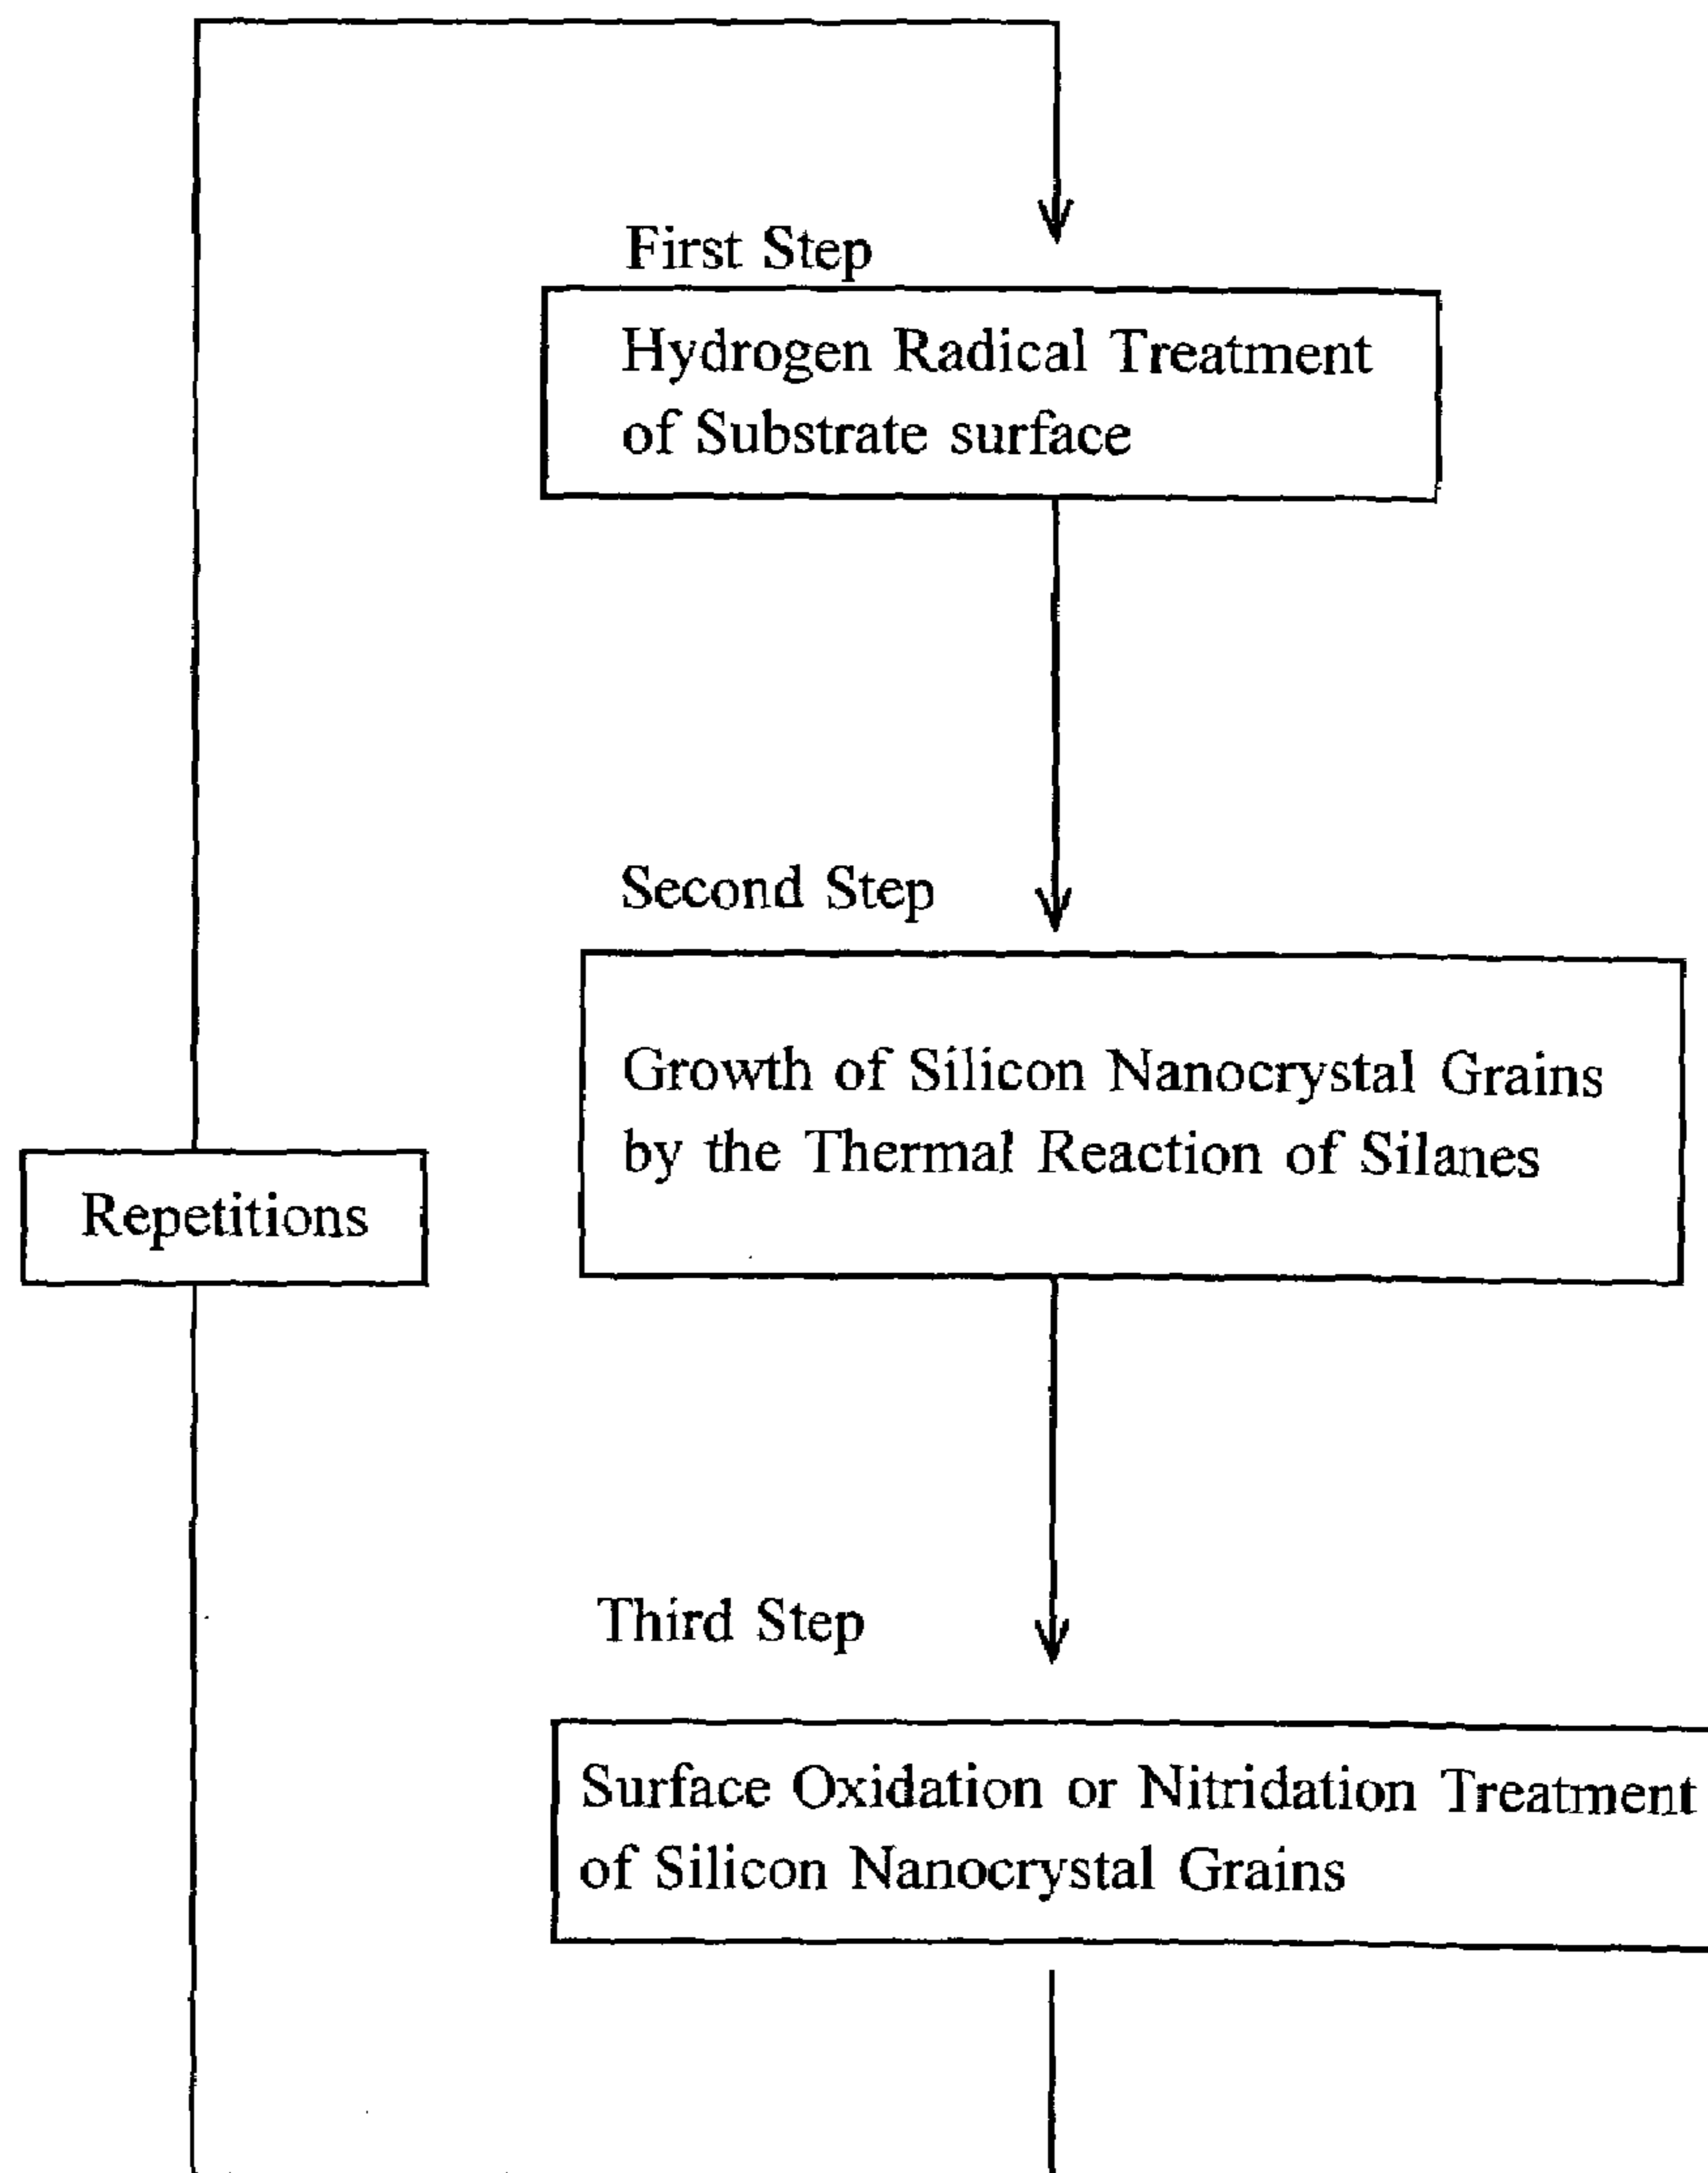 First Step
Hydrogen Radical Treatment
of Substrate surface
Second Step
Growth of Silicon Nanocrystal Grains
by the Thermal Reaction of Silanes
Repetitions
Third Step
Surface Oxidation or Nitridation Treatment
of Silicon Nanocrystal Grains